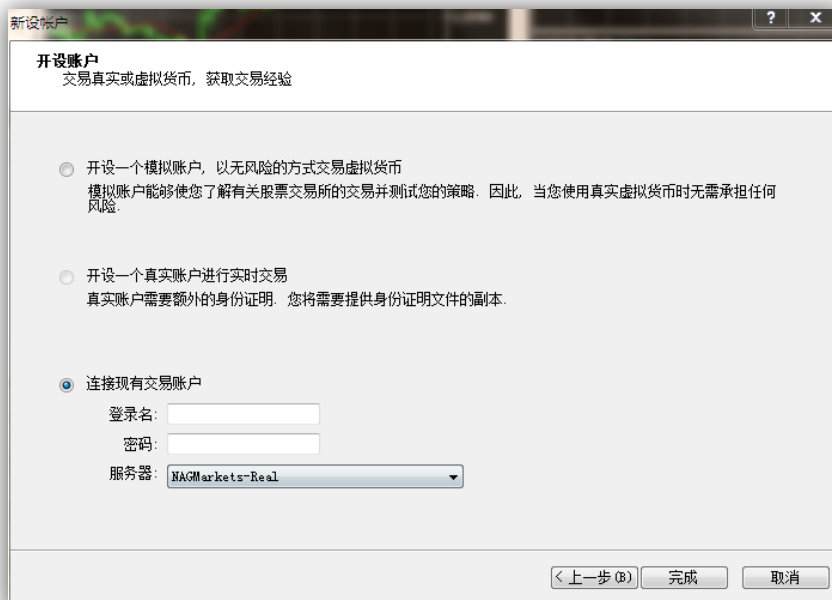 新设帐户
开设账户
交易真实或虚拟货币, 获取交易经验
开设一个模拟账户, 以无风险的方式交易虚拟货币
模拟账户能够使您了解有关股票交易所的交易并测试您的策略. 因此, 当您使用真实虚拟货币时无需承担任何
风险.
开设一个真实账户进行实时交易
真实账户需要额外的身份证明. 您将需要提供身份证明文件的副本.
连接现有交易账户
登录名:
密码:
服务器: NAGMarkets-Real
< 上一步(B) 完成 取消